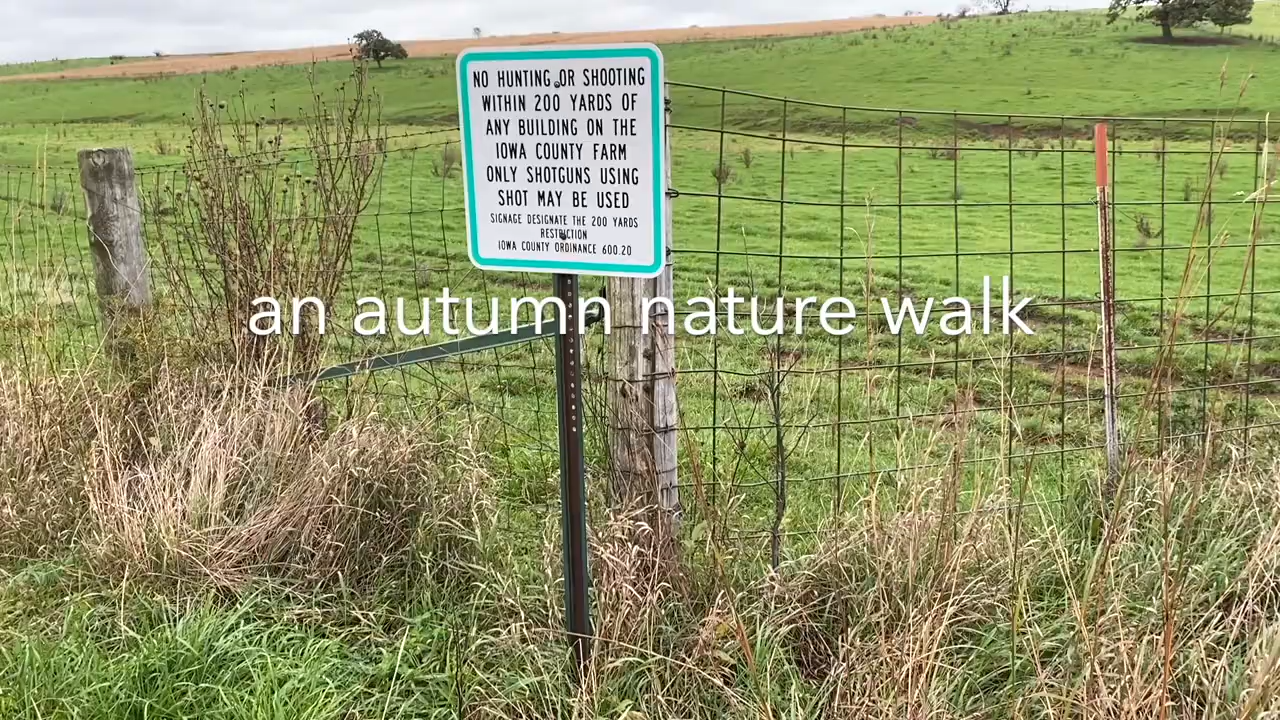 NO HUNTING OR SHOOTING
WITHIN 200 YARDS OF
ANY BUILDING ON THE
IOWA COUNTY FARM
ONLY SHOTGUNS USING
SHOT MAY BE USED
SIGNAGE DESIGNATE THE 200 YARDS
RESTRICTION
IOWA COUNTY ORDINANCE 600.20
an autumn nature walk